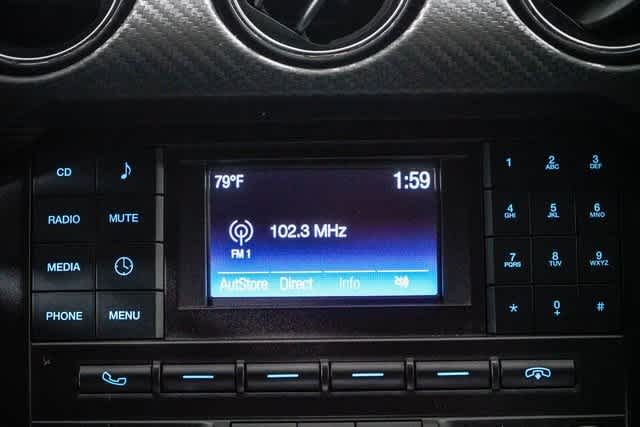 CD
RADIO MUTE
MEDIA
PHONE MENU
79°F 1:59
102.3 MHz
FM 1
AutStore Direct Info
1 2 ABC 3 DEF
4 GHI 5 JKL 6 MNO
7 PQRS 8 TUV 9 WXYZ
* 0 + #